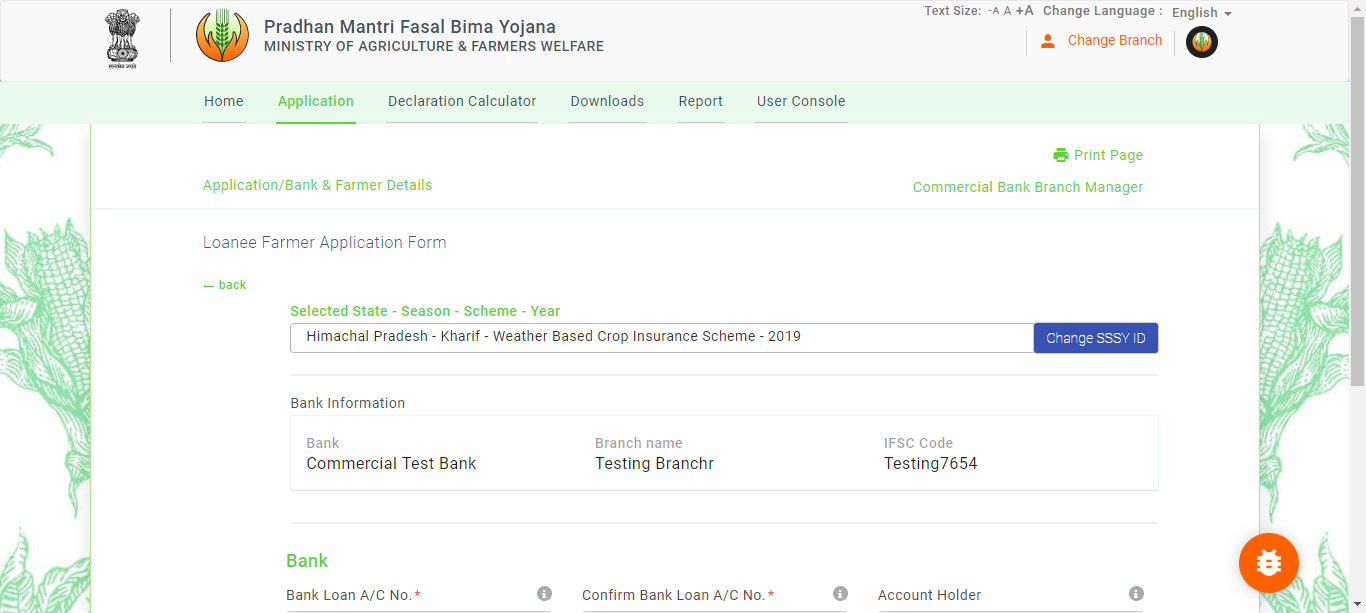 Text Size: -A A +A Change Language : English
Pradhan Mantri Fasal Bima Yojana
MINISTRY OF AGRICULTURE & FARMERS WELFARE
Change Branch
सत्यमेव जयते
Home Application Declaration Calculator Downloads Report User Console
Print Page
Application/Bank & Farmer Details
Commercial Bank Branch Manager
Loanee Farmer Application Form
← back
Selected State - Season - Scheme - Year
Himachal Pradesh - Kharif - Weather Based Crop Insurance Scheme - 2019 Change SSSY ID
Bank Information
Bank Branch name IFSC Code
Commercial Test Bank Testing Branchr Testing7654
Bank
Bank Loan A/C No.* Confirm Bank Loan A/C No.* Account Holder